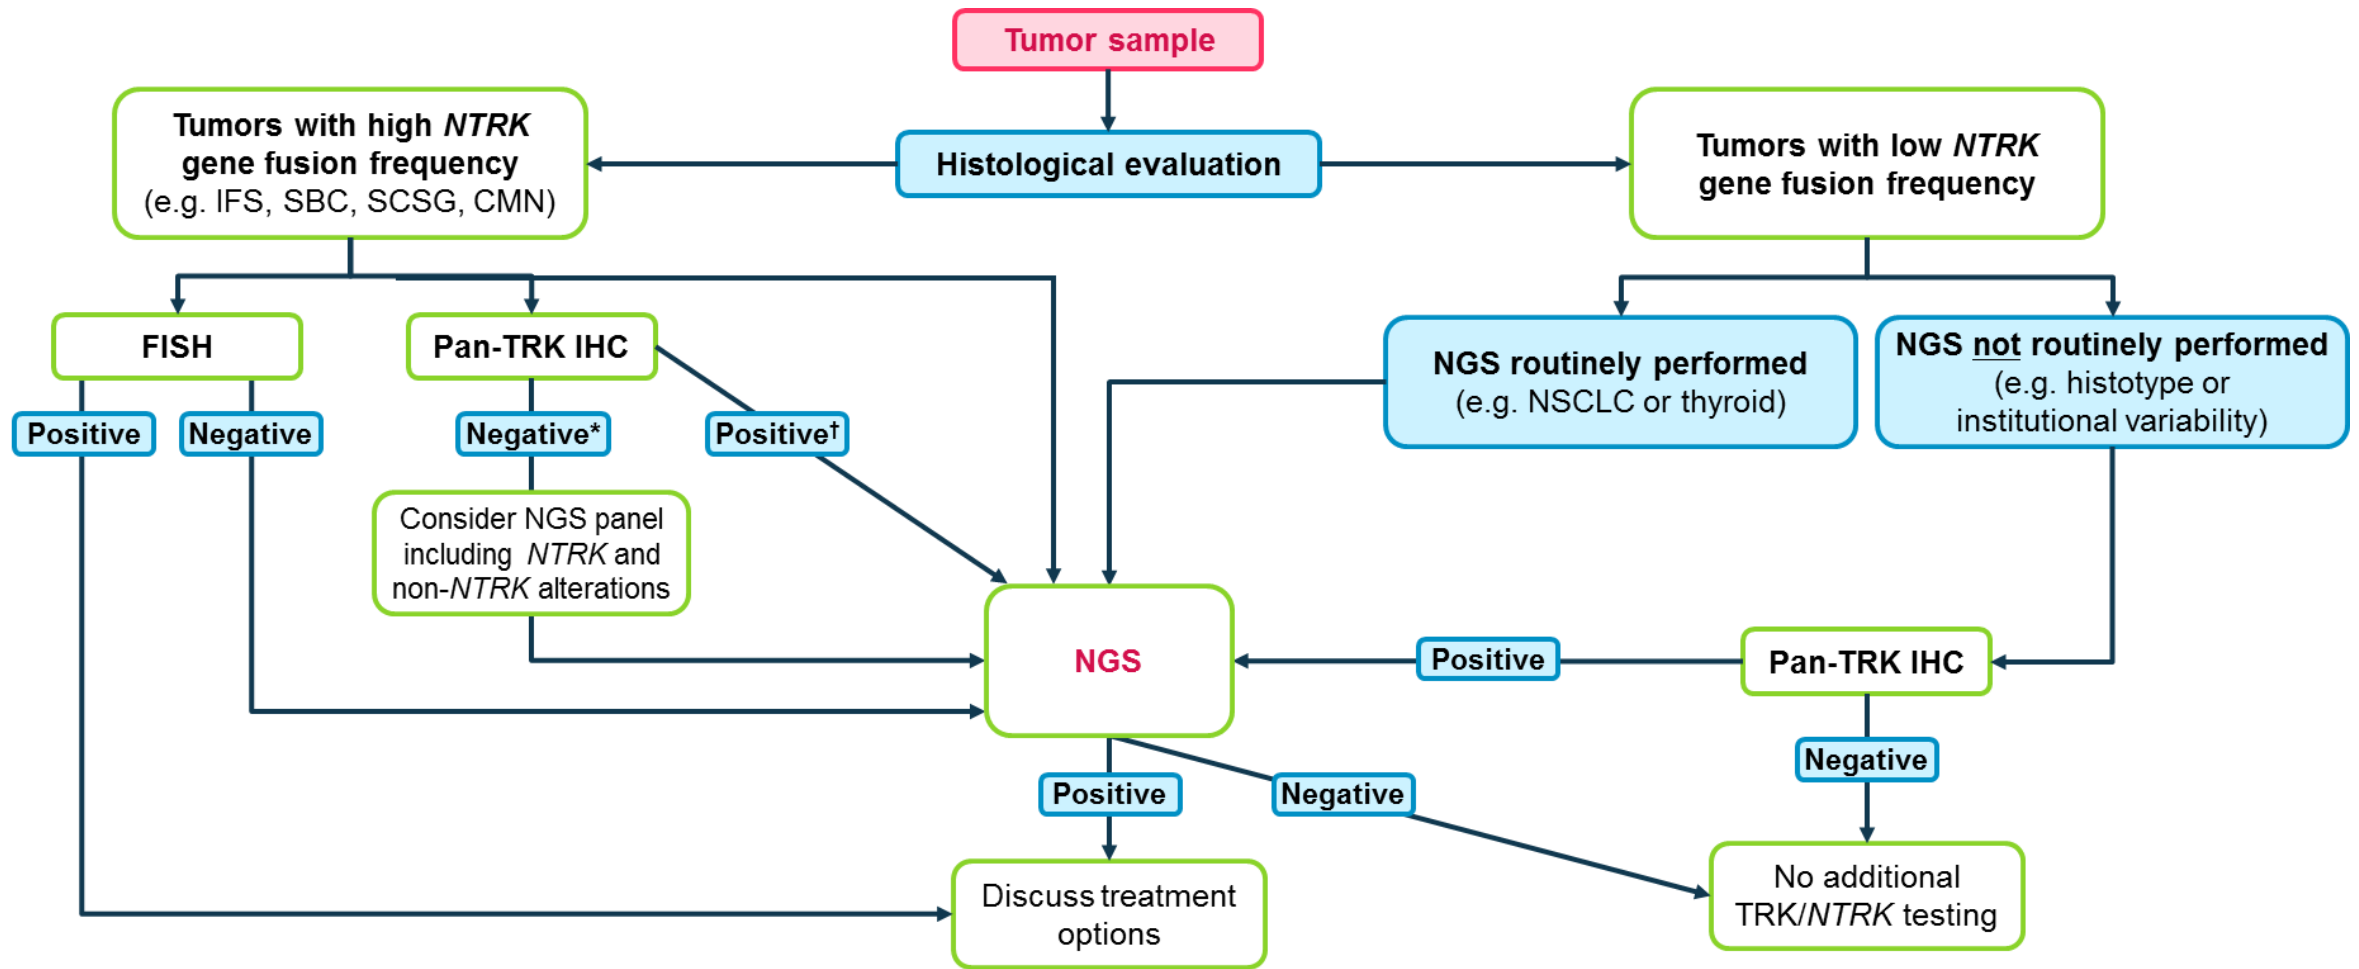 Tumor sample
Tumors with high NTRK
gene fusion frequency
(e.g. IFS, SBC, SCSG, CMN)
Histological evaluation
Tumors with low NTRK
gene fusion frequency
FISH
Pan-TRK IHC
NGS routinely performed
(e.g. NSCLC or thyroid)
NGS not routinely performed
(e.g. histotype or
institutional variability)
Positive
Negative
Negative*
Positive†
Consider NGS panel
including NTRK and
non-NTRK alterations
NGS
Positive
Pan-TRK IHC
Negative
Positive
Negative
Discuss treatment
options
No additional
TRK/NTRK testing